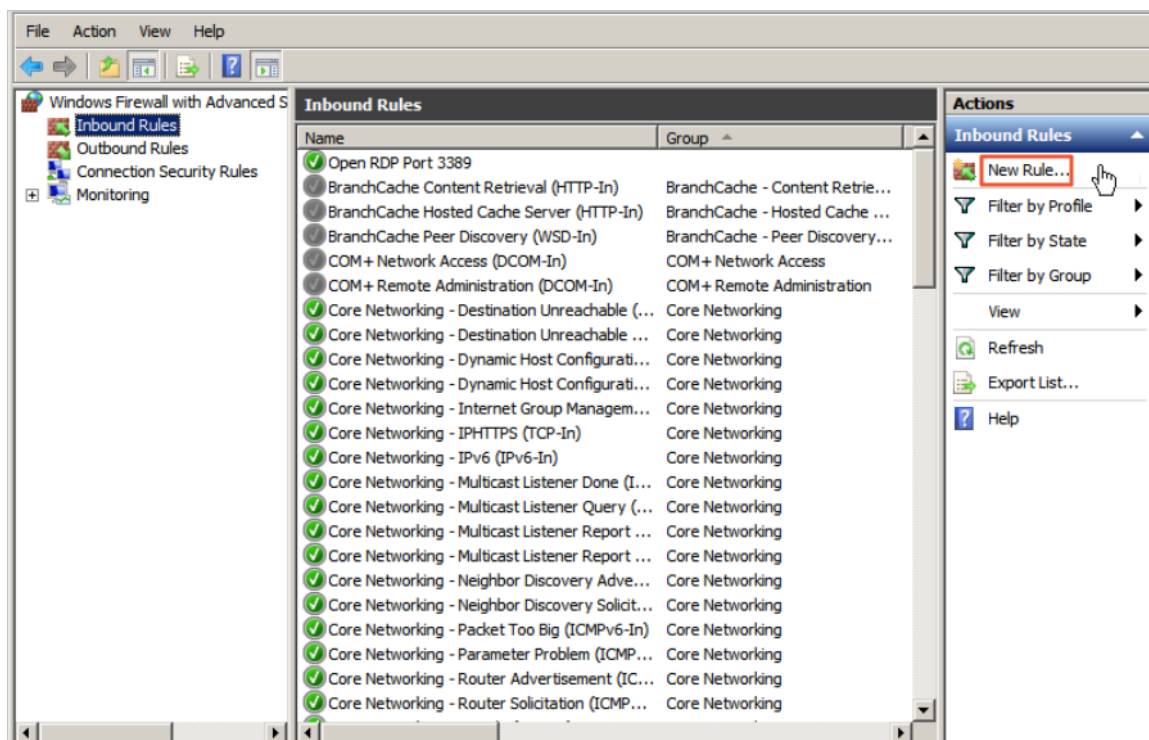 File Action View Help
Windows Firewall with Advanced S
Inbound Rules
Outbound Rules
Connection Security Rules
Monitoring
Inbound Rules
Name Group
Open RDP Port 3389
BranchCache Content Retrieval (HTTP-In) BranchCache - Content Retrie...
BranchCache Hosted Cache Server (HTTP-In) BranchCache - Hosted Cache ...
BranchCache Peer Discovery (WSD-In) BranchCache - Peer Discovery...
COM+ Network Access (DCOM-In) COM+ Network Access
COM+ Remote Administration (DCOM-In) COM+ Remote Administration
Core Networking - Destination Unreachable (... Core Networking
Core Networking - Destination Unreachable ... Core Networking
Core Networking - Dynamic Host Configurati... Core Networking
Core Networking - Dynamic Host Configurati... Core Networking
Core Networking - Internet Group Managem... Core Networking
Core Networking - IPHTTPS (TCP-In) Core Networking
Core Networking - IPv6 (IPv6-In) Core Networking
Core Networking - Multicast Listener Done (I... Core Networking
Core Networking - Multicast Listener Query (... Core Networking
Core Networking - Multicast Listener Report ... Core Networking
Core Networking - Multicast Listener Report ... Core Networking
Core Networking - Neighbor Discovery Adve... Core Networking
Core Networking - Neighbor Discovery Solicit... Core Networking
Core Networking - Packet Too Big (ICMPv6-In) Core Networking
Core Networking - Parameter Problem (ICMP... Core Networking
Core Networking - Router Advertisement (IC... Core Networking
Core Networking - Router Solicitation (ICMP... Core Networking
Actions
Inbound Rules
New Rule...
Filter by Profile
Filter by State
Filter by Group
View
Refresh
Export List...
Help